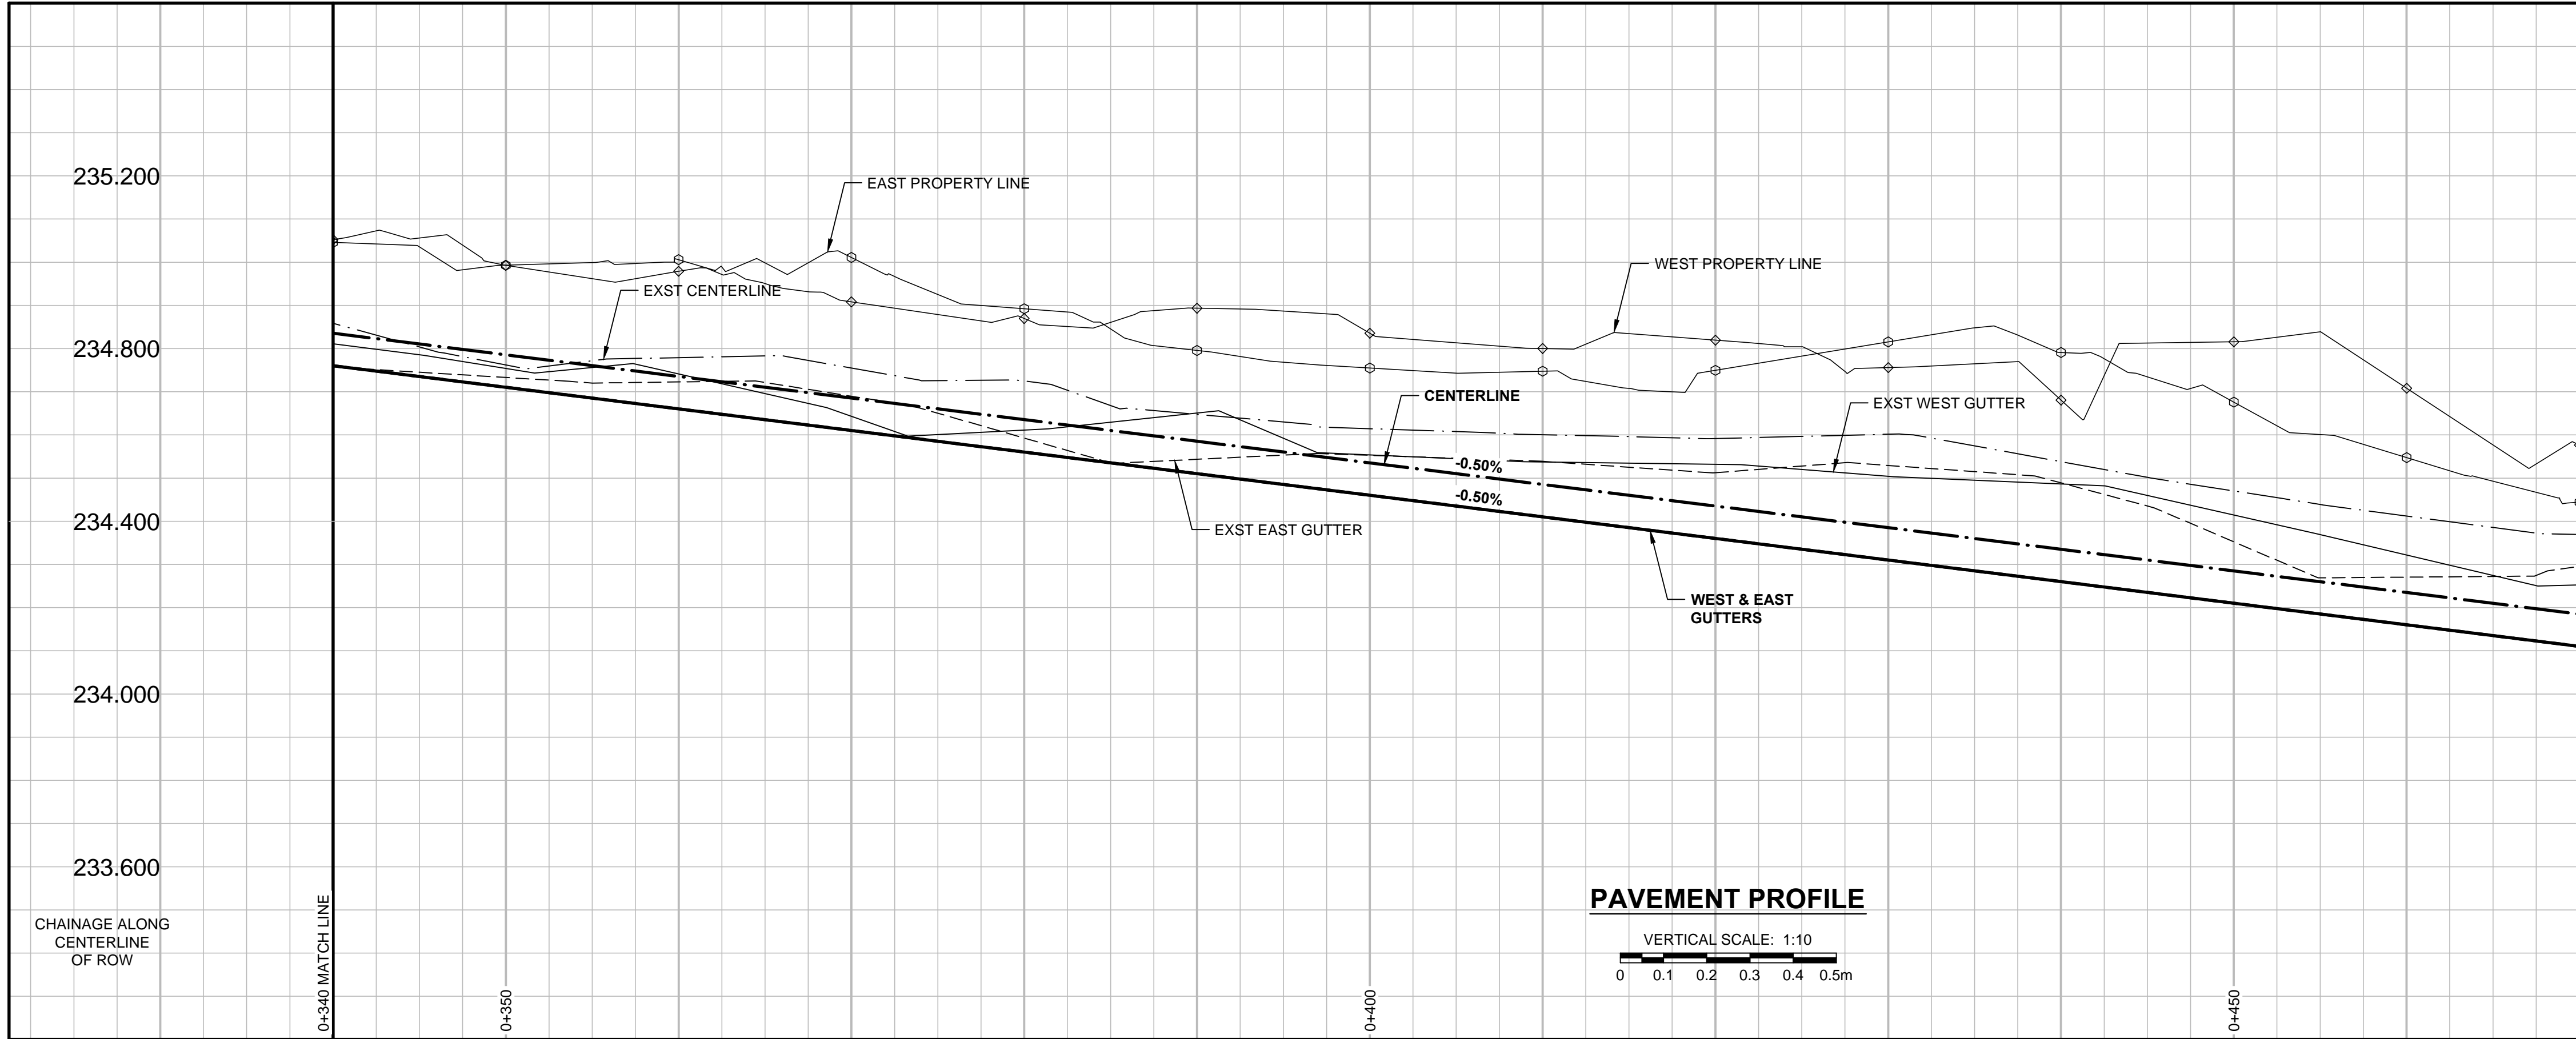 235.200
EAST PROPERTY LINE
WEST PROPERTY LINE
EXST CENTERLINE
234.800
CENTERLINE
EXST WEST GUTTER
-0.50%
-0.50%
234.400
EXST EAST GUTTER
WEST & EAST
GUTTERS
234.000
233.600
PAVEMENT PROFILE
VERTICAL SCALE: 1:10
0 0.1 0.2 0.3 0.4 0.5m
CHAINAGE ALONG
CENTERLINE
OF ROW
0+340 MATCH LINE
0+350
0+400
0+450